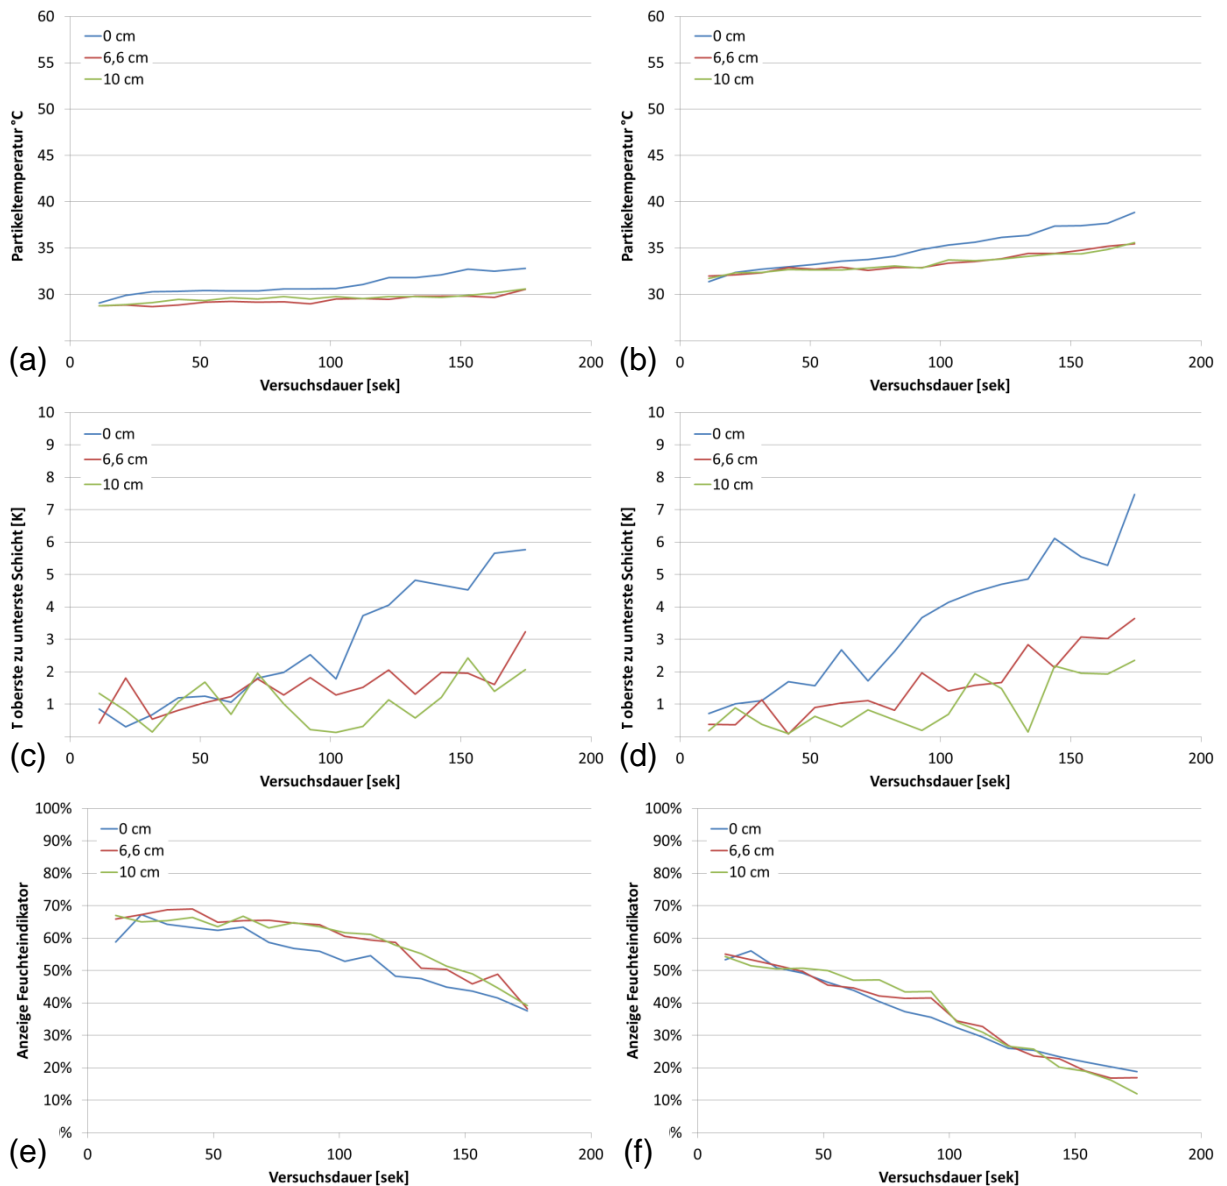 60
55
50
45
40
35
30
Partikeltemperatur °C
0 cm
6,6 cm
10 cm
(a)
0
50
100
150
200
Versuchsdauer [sek]
60
55
50
45
40
35
30
Partikeltemperatur °C
0 cm
6,6 cm
10 cm
(b)
0
50
100
150
200
Versuchsdauer [sek]
10
9
8
7
6
5
4
3
2
1
T oberste zu unterste Schicht [K]
0 cm
6,6 cm
10 cm
(c)
0
50
100
150
200
Versuchsdauer [sek]
10
9
8
7
6
5
4
3
2
1
T oberste zu unterste Schicht [K]
0 cm
6,6 cm
10 cm
(d)
0
50
100
150
200
Versuchsdauer [sek]
100%
90%
80%
70%
60%
50%
40%
30%
20%
10%
0%
Anzeige Feuchteindikator
0 cm
6,6 cm
10 cm
(e)
0
50
100
150
200
Versuchsdauer [sek]
100%
90%
80%
70%
60%
50%
40%
30%
20%
10%
0%
Anzeige Feuchteindikator
0 cm
6,6 cm
10 cm
(f)
0
50
100
150
200
Versuchsdauer [sek]